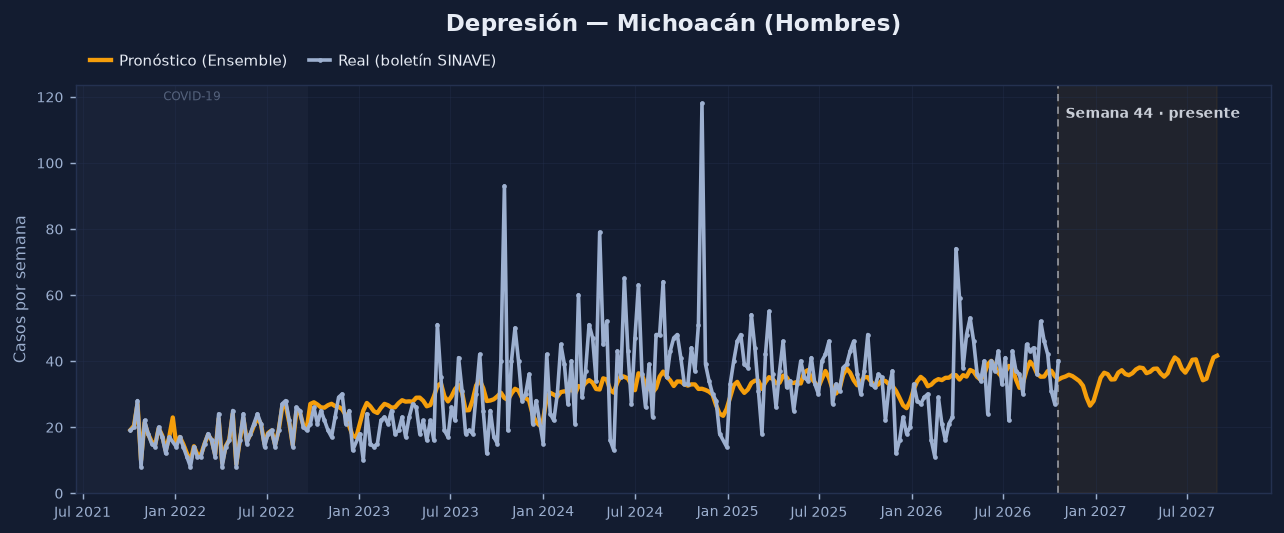 Depresión — Michoacán (Hombres)
Pronóstico (Ensemble)
Real (boletín SINAVE)
COVID-19
Semana 44 · presente
Casos por semana
120
100
80
60
40
20
0
Jul 2021
Jan 2022
Jul 2022
Jan 2023
Jul 2023
Jan 2024
Jul 2024
Jan 2025
Jul 2025
Jan 2026
Jul 2026
Jan 2027
Jul 2027